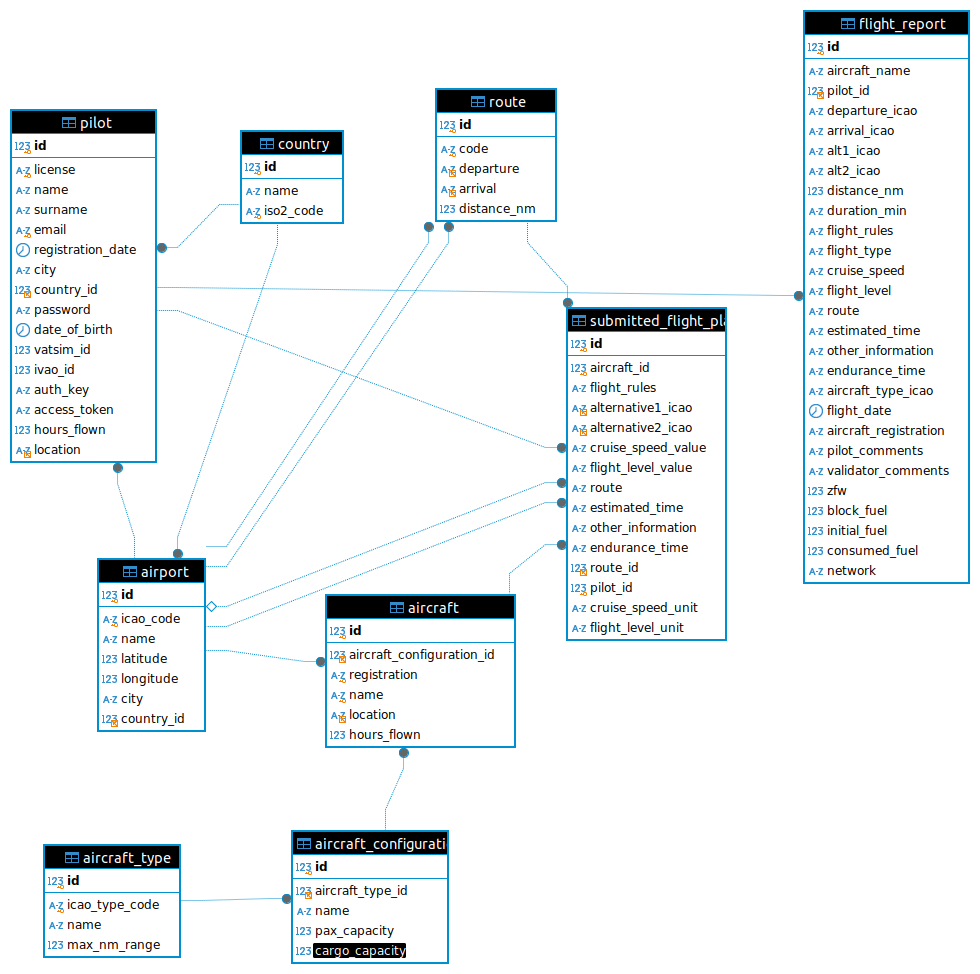 pilot
123 id
A-Z license
A-Z name
A-Z surname
A-Z email
registration_date
A-Z city
123 country_id
A-Z password
date_of_birth
123 vatsim_id
123 ivao_id
A-Z auth_key
A-Z access_token
123 hours_flown
A-Z location
country
123 id
A-Z name
A-Z iso2_code
route
123 id
A-Z code
A-Z departure
A-Z arrival
123 distance_nm
flight_report
123 id
A-Z aircraft_name
123 pilot_id
A-Z departure_icao
A-Z arrival_icao
A-Z alt1_icao
A-Z alt2_icao
123 distance_nm
123 duration_min
A-Z flight_rules
A-Z flight_type
A-Z cruise_speed
A-Z flight_level
A-Z route
A-Z estimated_time
A-Z other_information
A-Z endurance_time
A-Z aircraft_type_icao
flight_date
A-Z aircraft_registration
A-Z pilot_comments
A-Z validator_comments
123 zfw
123 block_fuel
123 initial_fuel
123 consumed_fuel
A-Z network
submitted_flight_pla
123 id
123 aircraft_id
A-Z flight_rules
A-Z alternative1_icao
A-Z alternative2_icao
A-Z cruise_speed_value
A-Z flight_level_value
A-Z route
A-Z estimated_time
A-Z other_information
A-Z endurance_time
123 route_id
123 pilot_id
A-Z cruise_speed_unit
A-Z flight_level_unit
airport
123 id
A-Z icao_code
A-Z name
123 latitude
123 longitude
A-Z city
123 country_id
aircraft
123 id
123 aircraft_configuration_id
A-Z registration
A-Z name
A-Z location
123 hours_flown
aircraft_type
123 id
A-Z icao_type_code
A-Z name
123 max_nm_range
aircraft_configurati
123 id
123 aircraft_type_id
A-Z name
123 pax_capacity
123 cargo_capacity